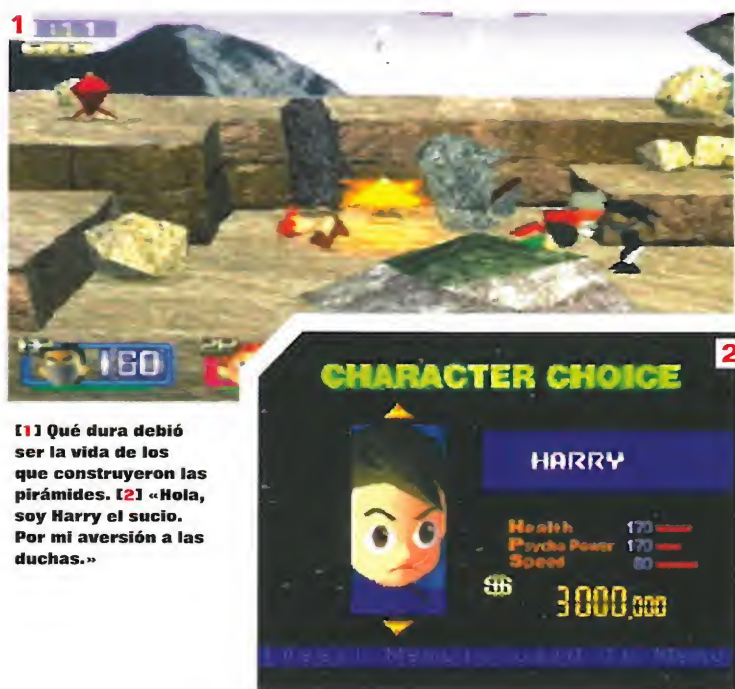 1
160
[1] Qué dura debió
ser la vida de los
que construyeron las
pirámides. [2] «Hola,
soy Harry el sucio.
Por mi aversión a las
duchas.»
2
CHARACTER CHOICE
HARRY
Health 170
Psycho Power 170
Speed 80
3000,000